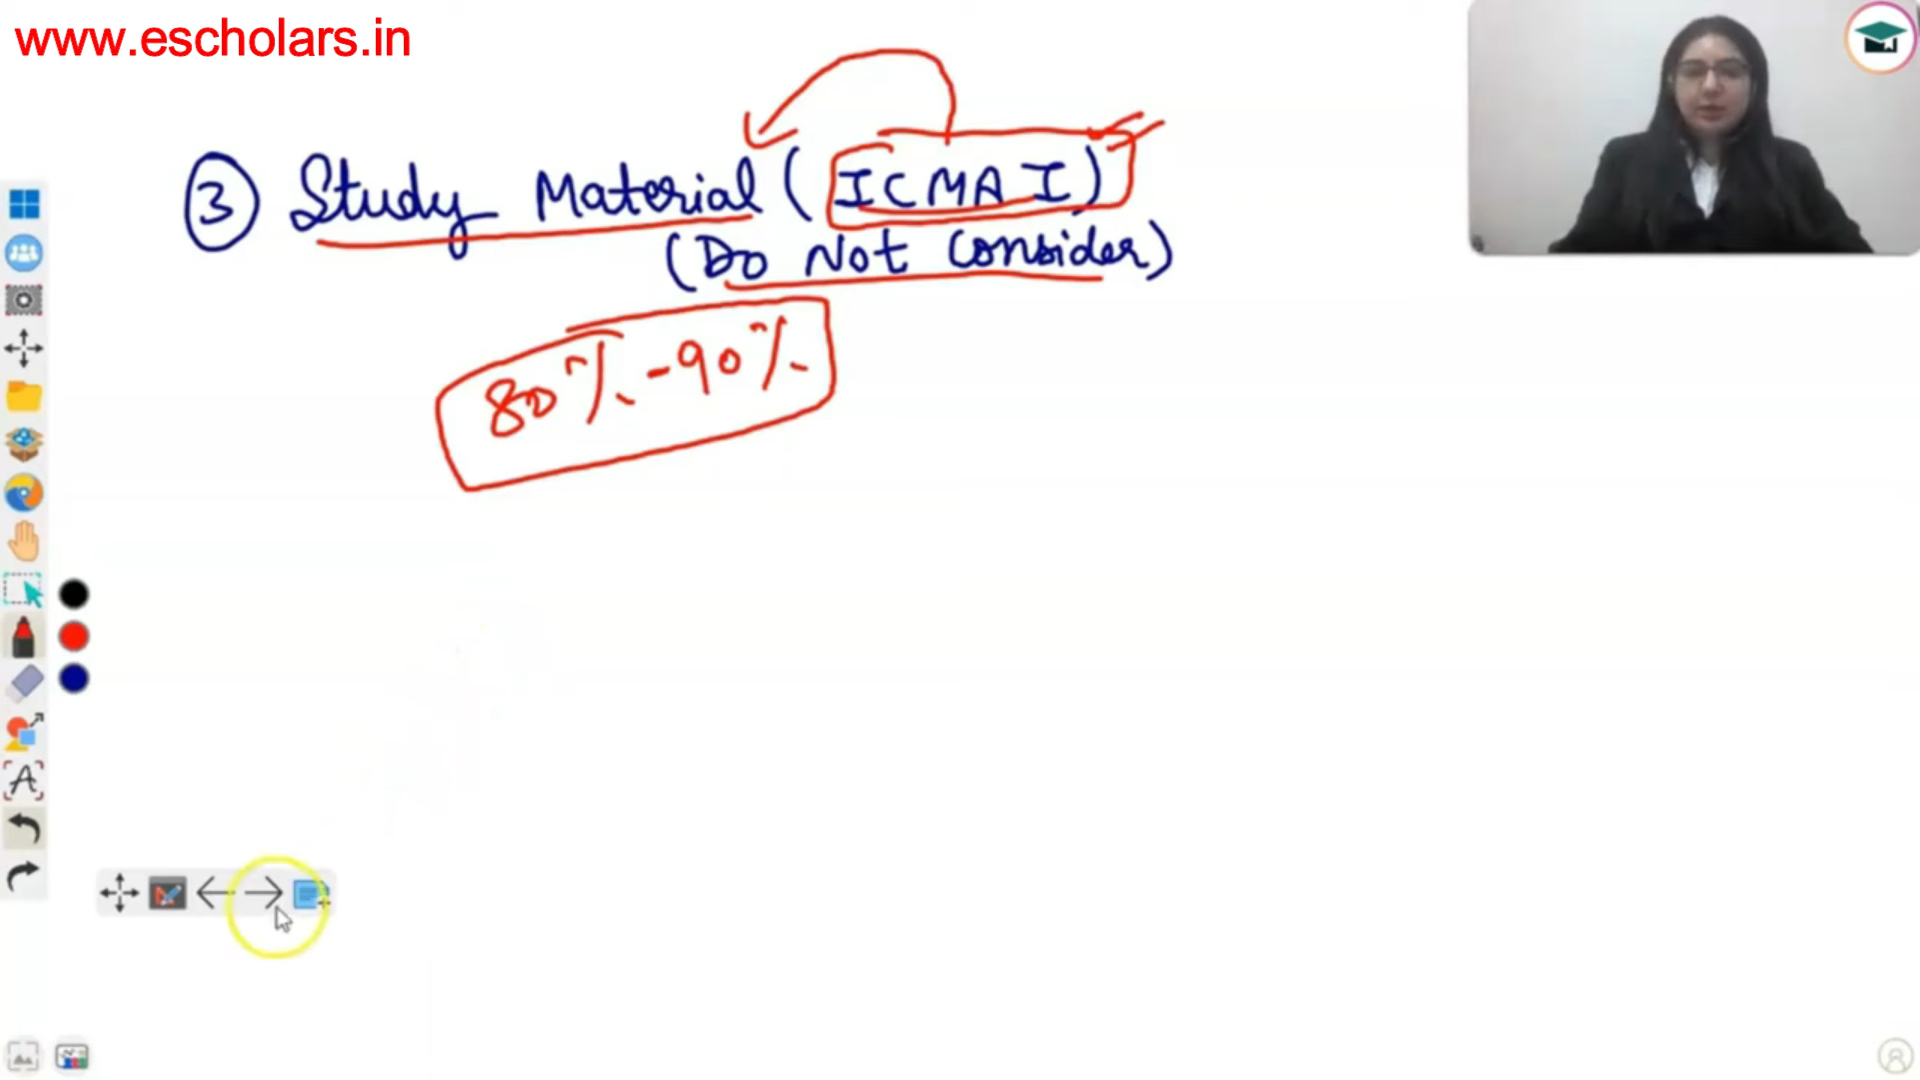 www.escholars.in
③ Study Material (ICMAI)
(Do Not Consider)
80% - 90%